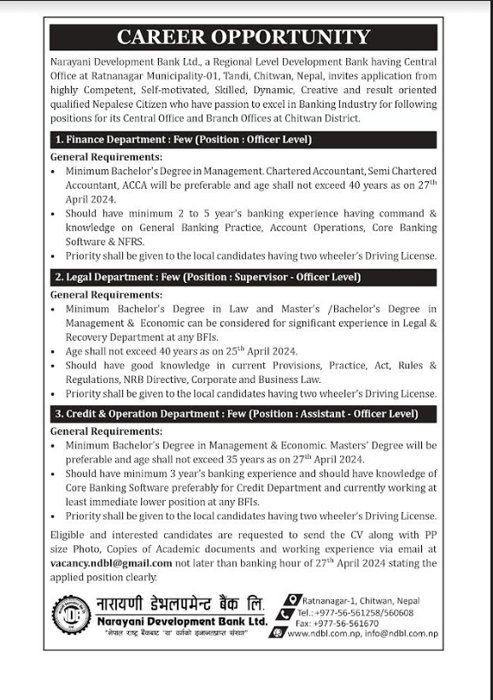 CAREER OPPORTUNITY
Narayani Development Bank Ltd., a Regional Level Development Bank having Central
Office at Ratnanagar Municipality-01, Tandi, Chitwan, Nepal, invites application from
highly Competent, Self-motivated, Skilled, Dynamic, Creative and result oriented
qualified Nepalese Citizen who have passion to excel in Banking Industry for following
positions for its Central Office and Branch Offices at Chitwan District.
1. Finance Department : Few (Position : Officer Level)
General Requirements:
• Minimum Bachelor's Degree in Management. Chartered Accountant, Semi Chartered
Accountant, ACCA will be preferable and age shall not exceed 40 years as on 27th
April 2024.
• Should have minimum 2 to 5 year's banking experience having command &
knowledge on General Banking Practice, Account Operations, Core Banking
Software & NFRS.
• Priority shall be given to the local candidates having two wheeler's Driving License.
2. Legal Department : Few (Position : Supervisor - Officer Level)
General Requirements:
• Minimum Bachelor's Degree in Law and Master's /Bachelor's Degree in
Management & Economic can be considered for significant experience in Legal &
Recovery Department at any BFIs.
• Age shall not exceed 40 years as on 25th April 2024.
• Should have good knowledge in current Provisions, Practice, Act, Rules &
Regulations, NRB Directive, Corporate and Business Law.
• Priority shall be given to the local candidates having two wheeler's Driving License.
3. Credit & Operation Department : Few (Position : Assistant - Officer Level)
General Requirements:
• Minimum Bachelor's Degree in Management & Economic. Masters' Degree will be
preferable and age shall not exceed 35 years as on 27th April 2024.
• Should have minimum 3 year's banking experience and should have knowledge of
Core Banking Software preferably for Credit Department and currently working at
least immediate lower position at any BFIs.
• Priority shall be given to the local candidates having two wheeler's Driving License.
Eligible and interested candidates are requested to send the CV along with PP
size Photo, Copies of Academic documents and working experience via email at
vacancy.ndbl@gmail.com not later than banking hour of 27th April 2024 stating the
applied position clearly.
नारायणी डेभलपमेन्ट बैंक लि.
Narayani Development Bank Ltd.
"नेपाल राष्ट्र बैंकबाट 'ख' वर्गको इजाजतप्राप्त संस्था"
Ratnanagar-1, Chitwan, Nepal
Tel.: +977-56-561258/560608
Fax: +977-56-561670
www.ndbl.com.np, info@ndbl.com.np